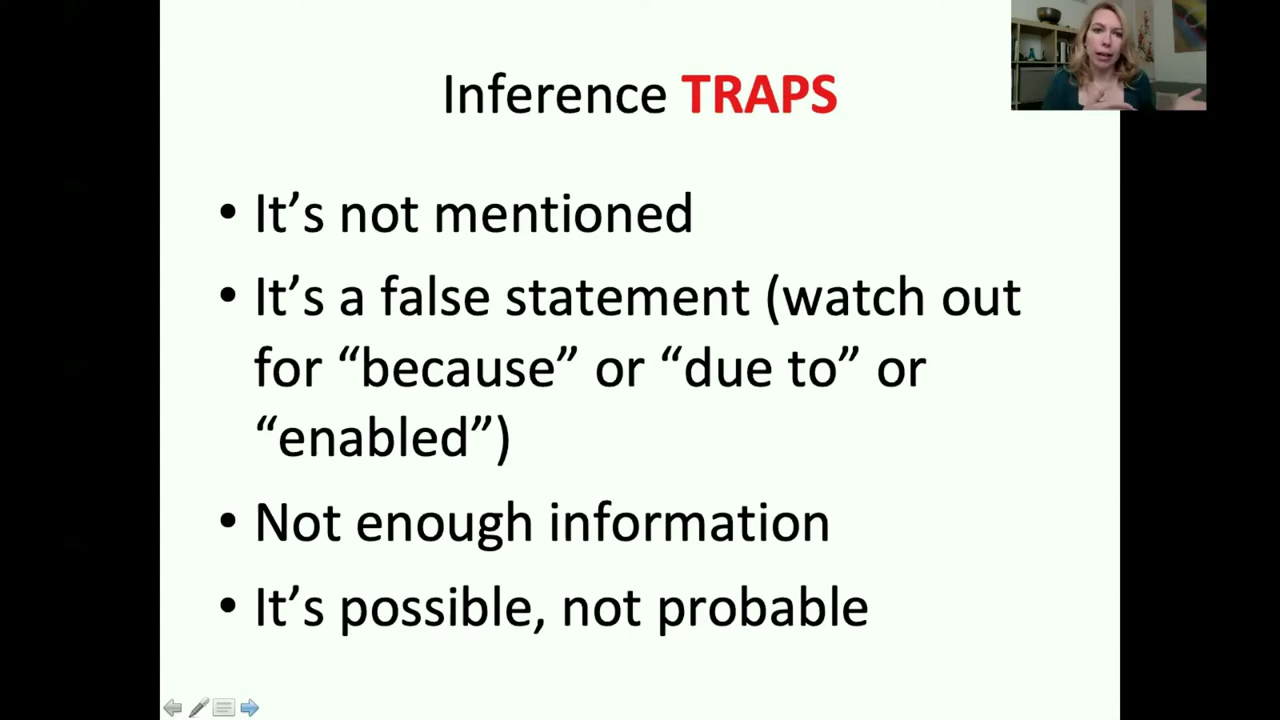 Inference TRAPS
• It’s not mentioned
• It’s a false statement (watch out
for “because” or “due to” or
“enabled”)
• Not enough information
• It’s possible, not probable